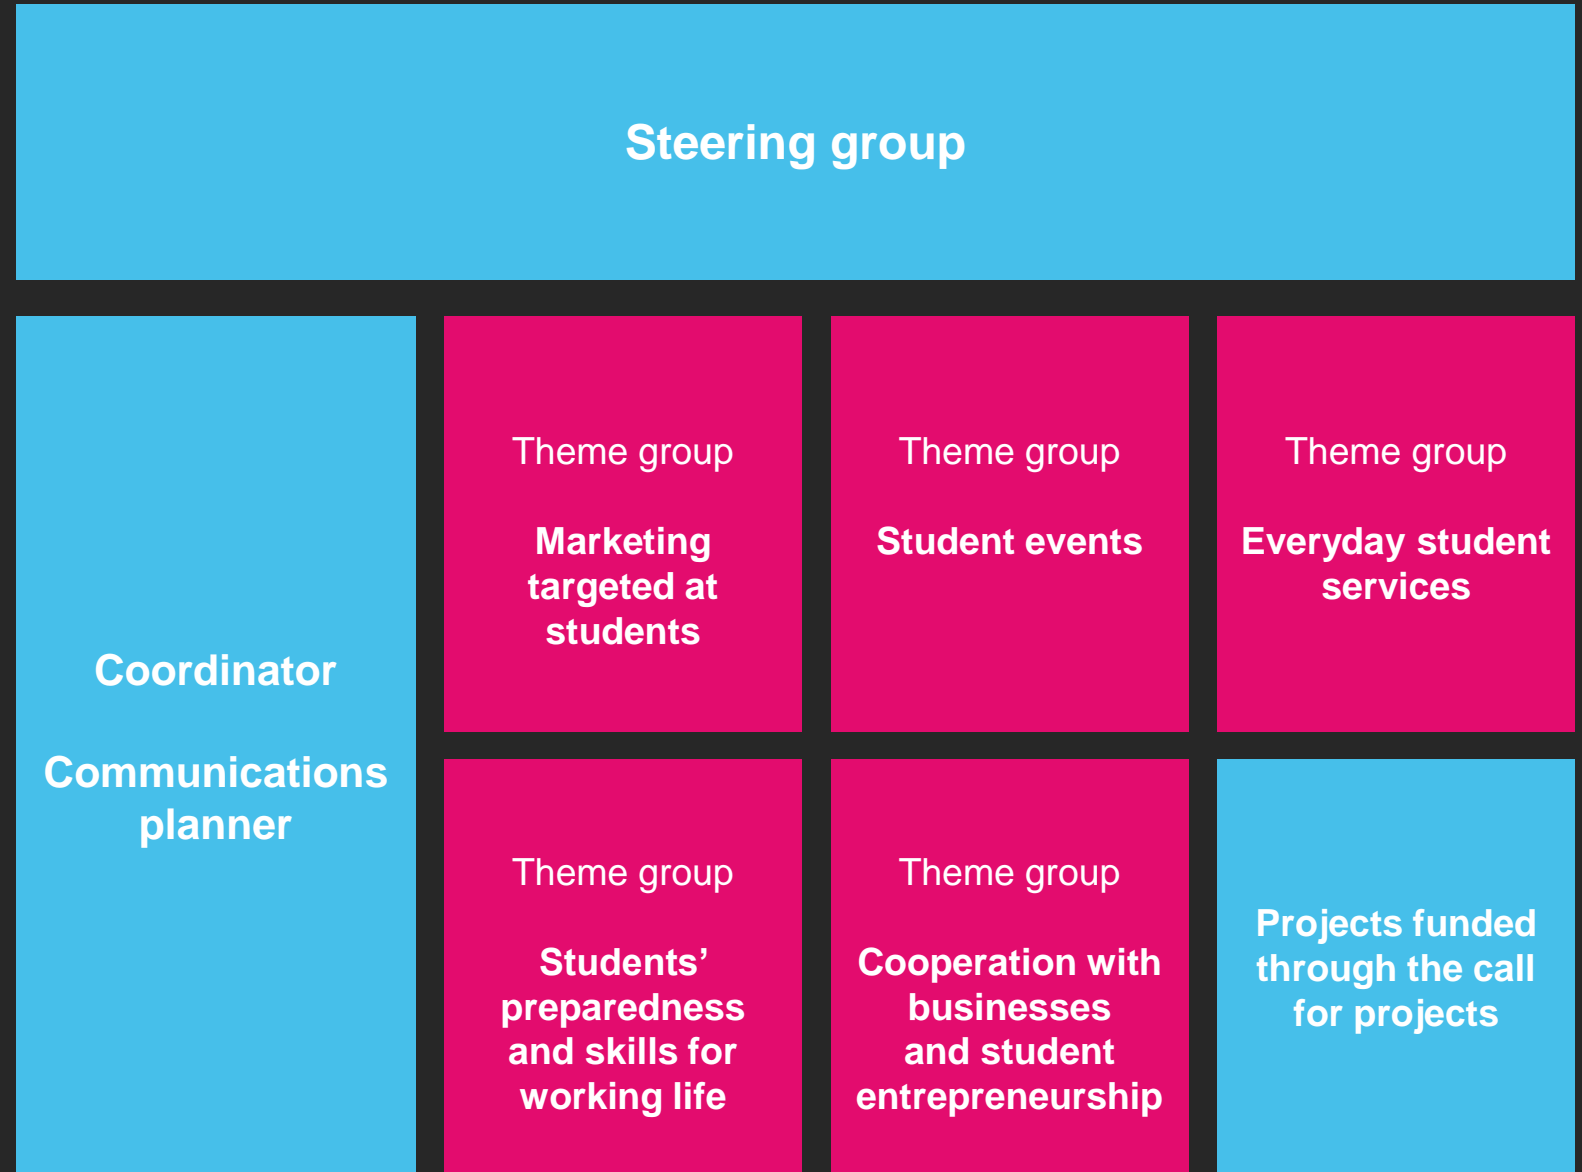 Steering group
Coordinator
Communications
planner
Theme group
Marketing
targeted at
students
Theme group
Student events
Theme group
Everyday student
services
Theme group
Students’
preparedness
and skills for
working life
Theme group
Cooperation with
businesses
and student
entrepreneurship
Projects funded
through the call
for projects